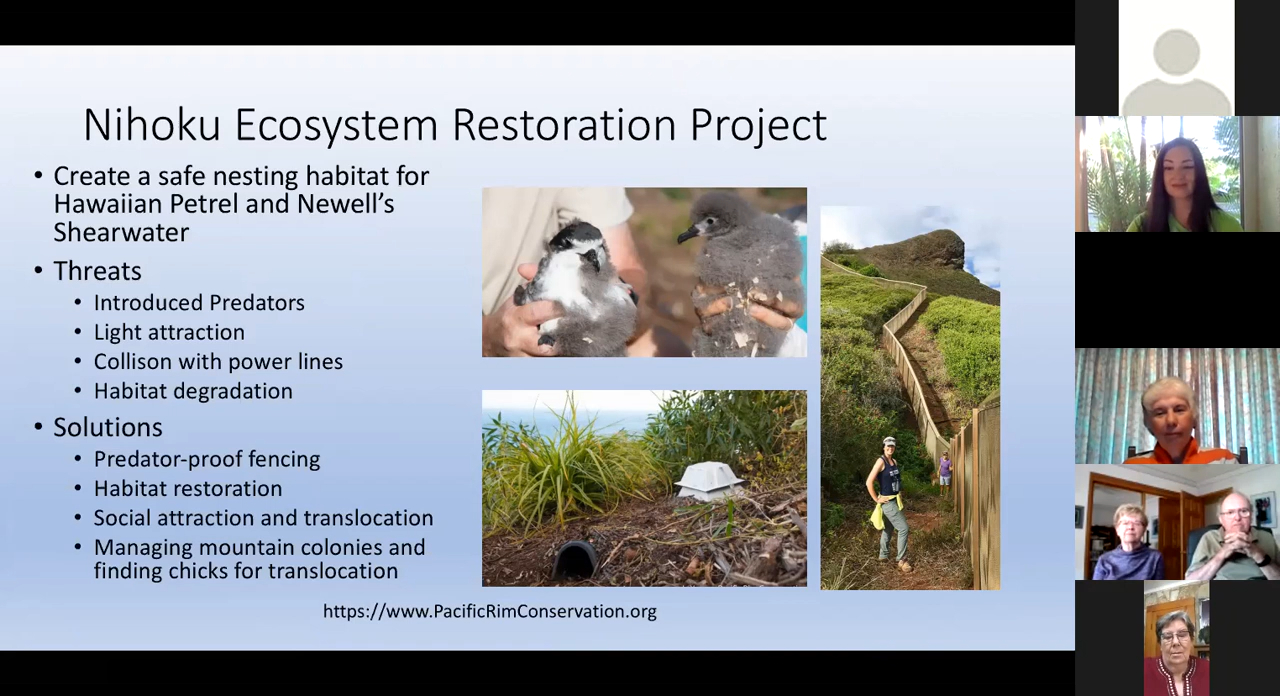 Nihoku Ecosystem Restoration Project
• Create a safe nesting habitat for
Hawaiian Petrel and Newell’s
Shearwater
• Threats
• Introduced Predators
• Light attraction
• Collison with power lines
• Habitat degradation
• Solutions
• Predator-proof fencing
• Habitat restoration
• Social attraction and translocation
• Managing mountain colonies and
finding chicks for translocation
https://www.PacificRimConservation.org